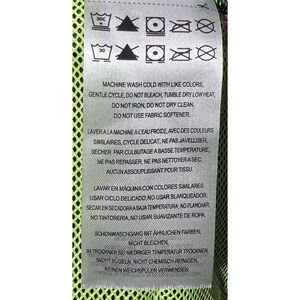 30C
30
MACHINE WASH COLD WITH LIKE COLORS,
GENTLE CYCLE, DO NOT BLEACH, TUMBLE DRY LOW HEAT,
DO NOT IRON, DO NOT DRY CLEAN,
DO NOT USE FABRIC SOFTENER.
LAVER A LA MACHINE A L'EAU FROIDE, AVEC DES COULEURS
SIMILAIRES, CYCLE DELICAT, NE PAS JAVELLISER,
SECHER PAR CULBUTAGE A BASSE TEMPERATURE,
NE PAS REPASSER, NE PAS NETTOYER A SEC,
AUCUN ASSOUPLISSANT POUR TISSU.
LAVAR EN MÁQUINA CON COLORES SIMILARES.
USAR CICLO DELICADO, NO USAR BLANQUEADOR.
SECAR EN SECADORA A BAJA TEMPERATURA, NO PLANCHAR,
NO TINTORERIA, NO USAR SUAVIZANTE DE ROPA.
SCHONWASCHGANG MIT ÄHNLICHEN FARBEN,
NICHT BLEICHEN,
IM TROCKNER BEI NIEDRIGER TEMPERATUR TROCKNEN,
NICHT BÜGELN, NICHT CHEMISCH REINIGEN,
KEINEN WEICHSPÜLER VERWENDEN